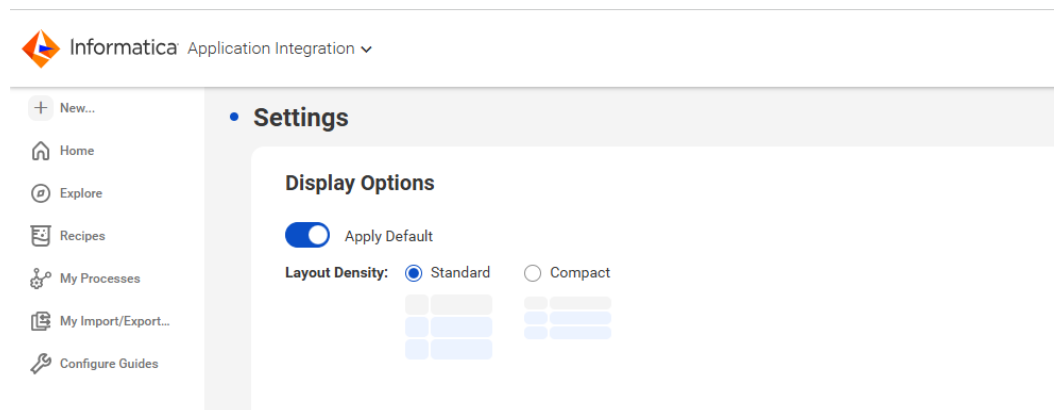 Informatica Application Integration
New...
Home
Explore
Recipes
My Processes
My Import/Export...
Configure Guides
Settings
Display Options
Apply Default
Layout Density: Standard Compact